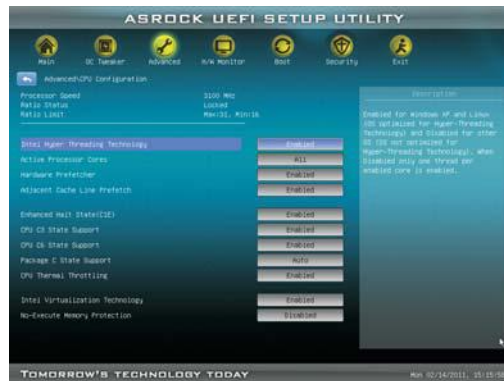 ASROCK UEFI SETUP UTILITY
Main OC Tweaker Advanced H/W Monitor Boot Security Exit
Advanced\CPU Configuration
Description
Processor Speed 3100 MHz
Ratio Status Locked
Ratio Limit Max:31, Min:16
Intel Hyper Threading Technology Enabled
Active Processor Cores All
Hardware Prefetcher Enabled
Adjacent Cache Line Prefetch Enabled
Enhanced Halt State(C1E) Enabled
CPU C3 State Support Enabled
CPU C6 State Support Enabled
Package C State Support Auto
CPU Thermal Throttling Enabled
Intel Virtualization Technology Enabled
No-Execute Memory Protection Disabled
Enabled for Windows XP and Linux
(OS optimized for Hyper-Threading
Technology) and Disabled for other
OS (OS not optimized for
Hyper-Threading Technology). When
Disabled only one thread per
enabled core is enabled.
TOMORROW'S TECHNOLOGY TODAY
Mon 02/14/2011,